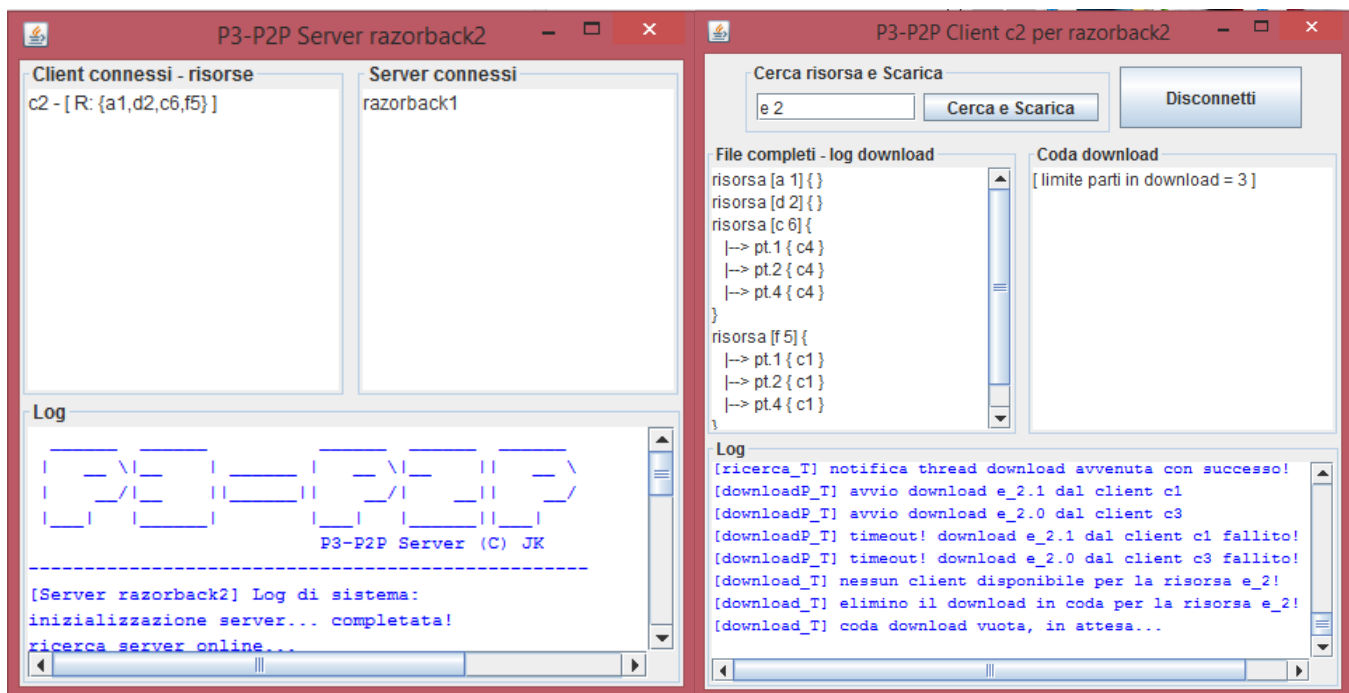 P3-P2P Server razorback2
Client connessi - risorse
c2 - [ R: {a1,d2,c6,f5} ]
Server connessi
razorback1
Log
P3-P2P
P3-P2P Server (C) JK
--------------------------------------------------
[Server razorback2] Log di sistema:
inizializzazione server... completata!
ricerca server online...
P3-P2P Client c2 per razorback2
Cerca risorsa e Scarica
e 2
Cerca e Scarica
Disconnetti
File completi - log download
risorsa [a 1] { }
risorsa [d 2] { }
risorsa [c 6] {
|--> pt.1 { c4 }
|--> pt.2 { c4 }
|--> pt.4 { c4 }
}
risorsa [f 5] {
|--> pt.1 { c1 }
|--> pt.2 { c1 }
|--> pt.4 { c1 }
}
Coda download
[ limite parti in download = 3 ]
Log
[ricerca_T] notifica thread download avvenuta con successo!
[downloadP_T] avvio download e_2.1 dal client c1
[downloadP_T] avvio download e_2.0 dal client c3
[downloadP_T] timeout! download e_2.1 dal client c1 fallito!
[downloadP_T] timeout! download e_2.0 dal client c3 fallito!
[download_T] nessun client disponibile per la risorsa e_2!
[download_T] elimino il download in coda per la risorsa e_2!
[download_T] coda download vuota, in attesa...